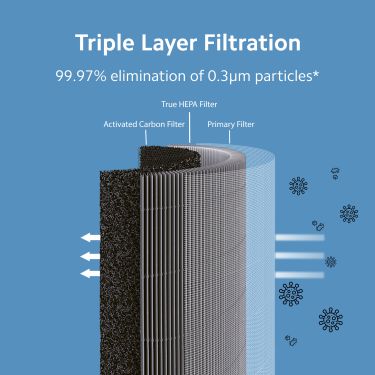 Triple Layer Filtration
99.97% elimination of 0.3μm particles*
True HEPA Filter
Activated Carbon Filter
Primary Filter